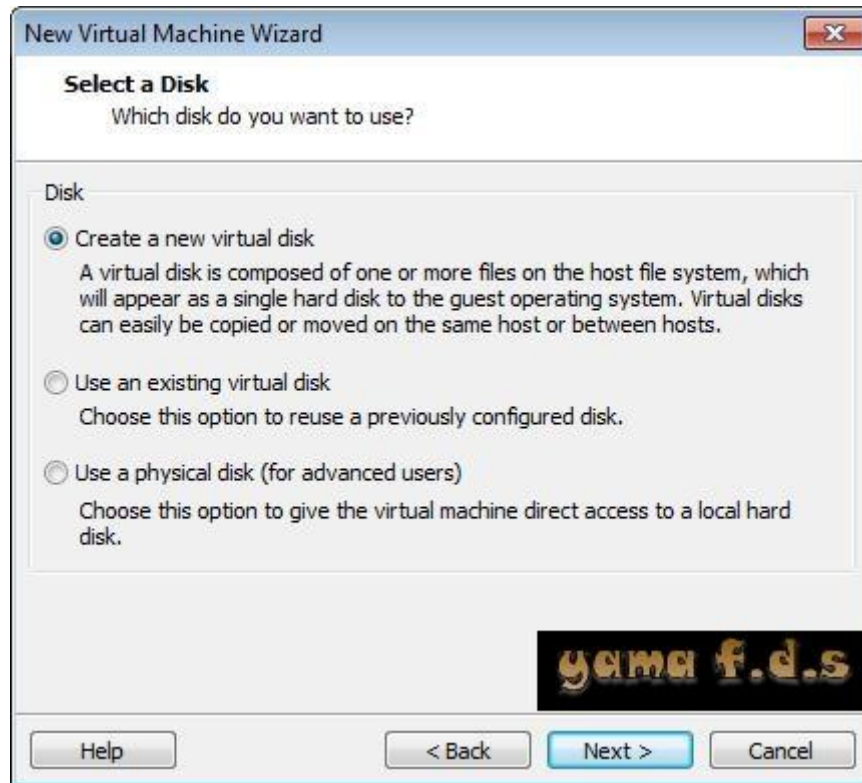 New Virtual Machine Wizard
Select a Disk
Which disk do you want to use?
Disk
Create a new virtual disk
A virtual disk is composed of one or more files on the host file system, which
will appear as a single hard disk to the guest operating system. Virtual disks
can easily be copied or moved on the same host or between hosts.
Use an existing virtual disk
Choose this option to reuse a previously configured disk.
Use a physical disk (for advanced users)
Choose this option to give the virtual machine direct access to a local hard
disk.
yama f.d.s
Help < Back Next > Cancel